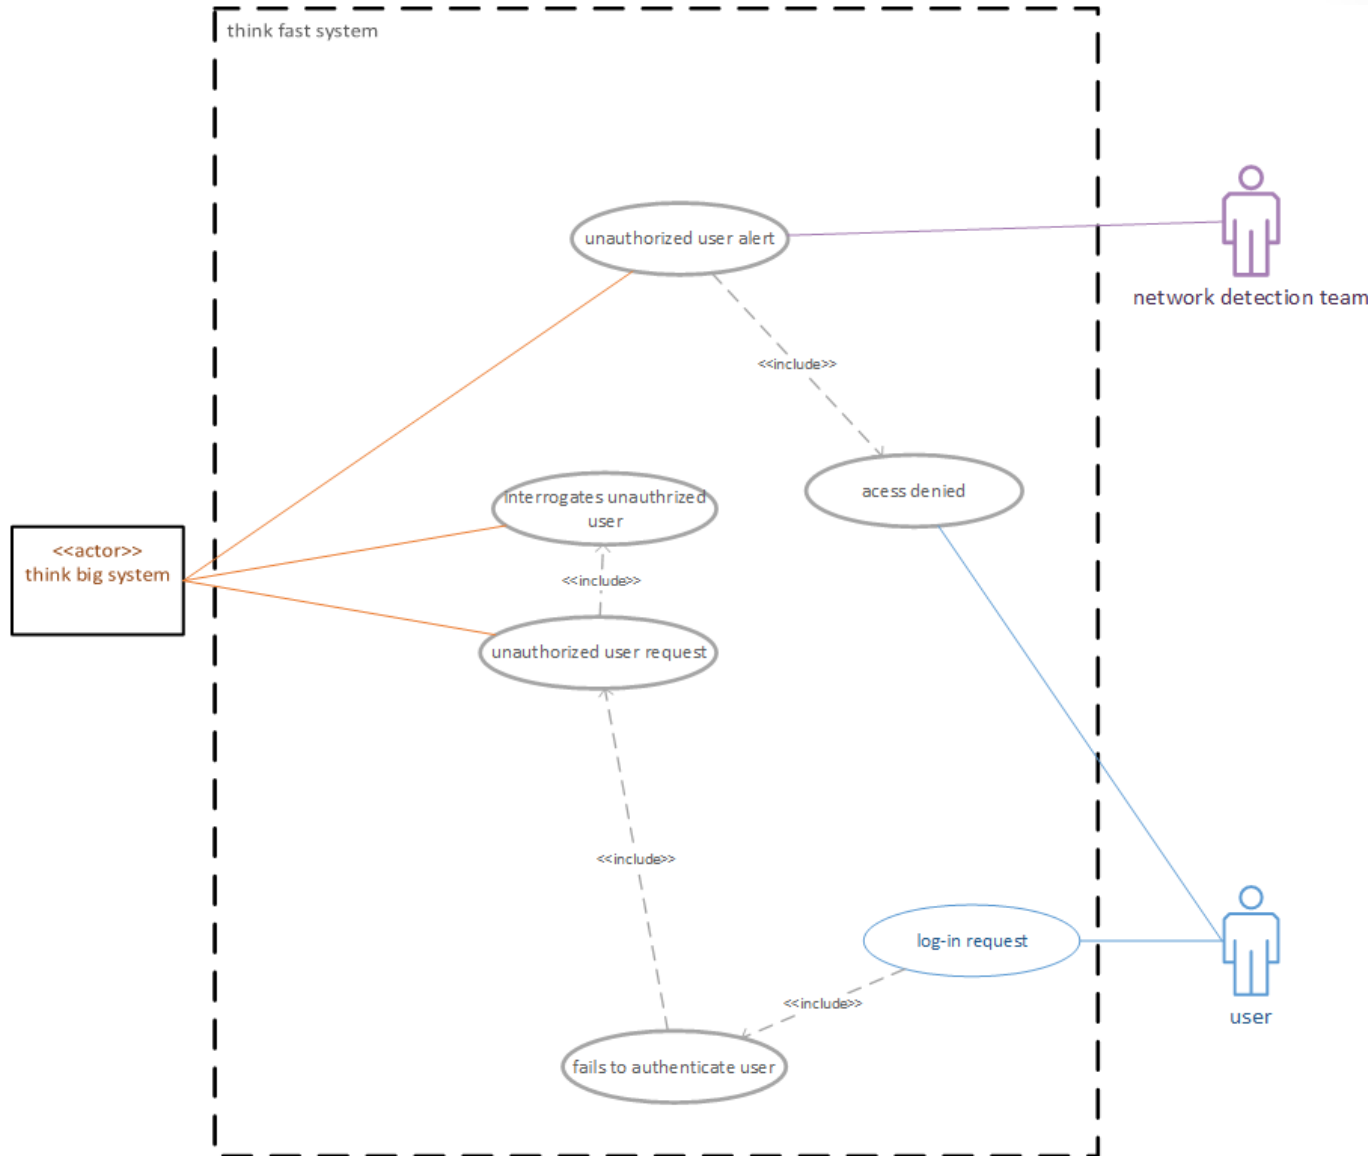 think fast system
unauthorized user alert
network detection team
<<include>>
acess denied
Interrogates unauthrized
user
<<actor>>
think big system
<<include>>
unauthorized user request
<<include>>
log-in request
<<include>>
user
fails to authenticate user